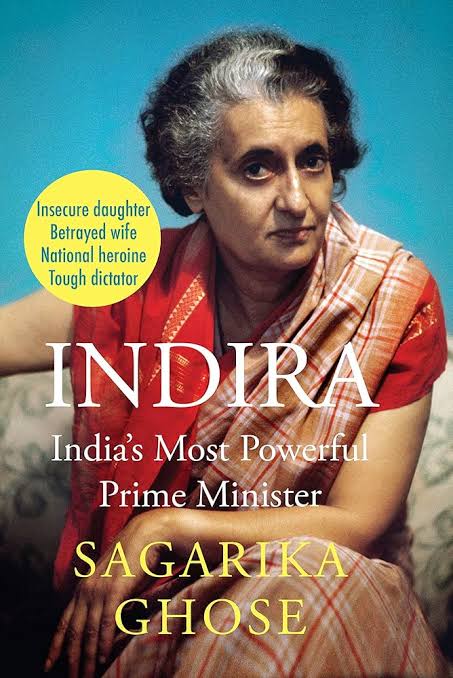 Insecure daughter
Betrayed wife
National heroine
Tough dictator
INDIRA
India's Most Powerful
Prime Minister
SAGARIKA
GHOSE